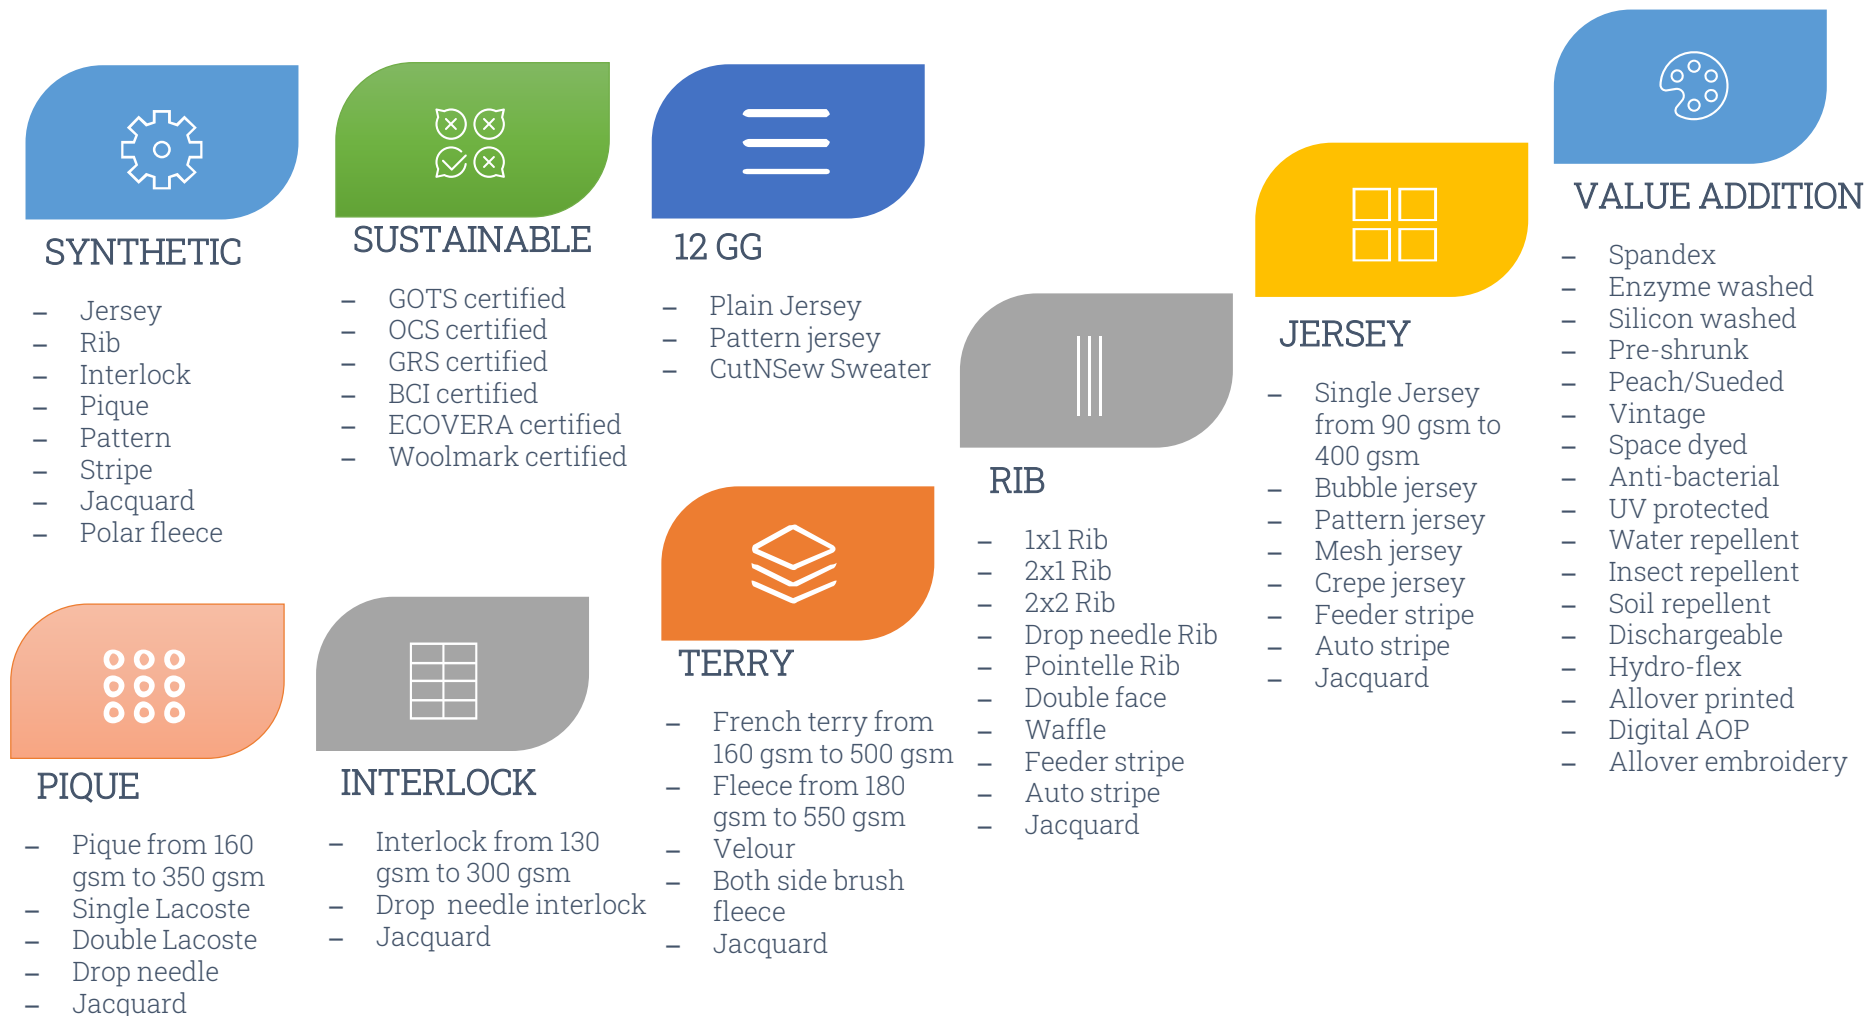 SYNTHETIC
– Jersey
– Rib
– Interlock
– Pique
– Pattern
– Stripe
– Jacquard
– Polar fleece
SUSTAINABLE
– GOTS certified
– OCS certified
– GRS certified
– BCI certified
– ECOVERA certified
– Woolmark certified
12 GG
– Plain Jersey
– Pattern jersey
– CutNSew Sweater
PIQUE
– Pique from 160
gsm to 350 gsm
– Single Lacoste
– Double Lacoste
– Drop needle
– Jacquard
INTERLOCK
– Interlock from 130
gsm to 300 gsm
– Drop  needle interlock
– Jacquard
TERRY
– French terry from
160 gsm to 500 gsm
– Fleece from 180
gsm to 550 gsm
– Velour
– Both side brush
fleece
– Jacquard
RIB
– 1x1 Rib
– 2x1 Rib
– 2x2 Rib
– Drop needle Rib
– Pointelle Rib
– Double face
– Waffle
– Feeder stripe
– Auto stripe
– Jacquard
JERSEY
– Single Jersey
from 90 gsm to
400 gsm
– Bubble jersey
– Pattern jersey
– Mesh jersey
– Crepe jersey
– Feeder stripe
– Auto stripe
– Jacquard
VALUE ADDITION
– Spandex
– Enzyme washed
– Silicon washed
– Pre-shrunk
– Peach/Sueded
– Vintage
– Space dyed
– Anti-bacterial
– UV protected
– Water repellent
– Insect repellent
– Soil repellent
– Dischargeable
– Hydro-flex
– Allover printed
– Digital AOP
– Allover embroidery